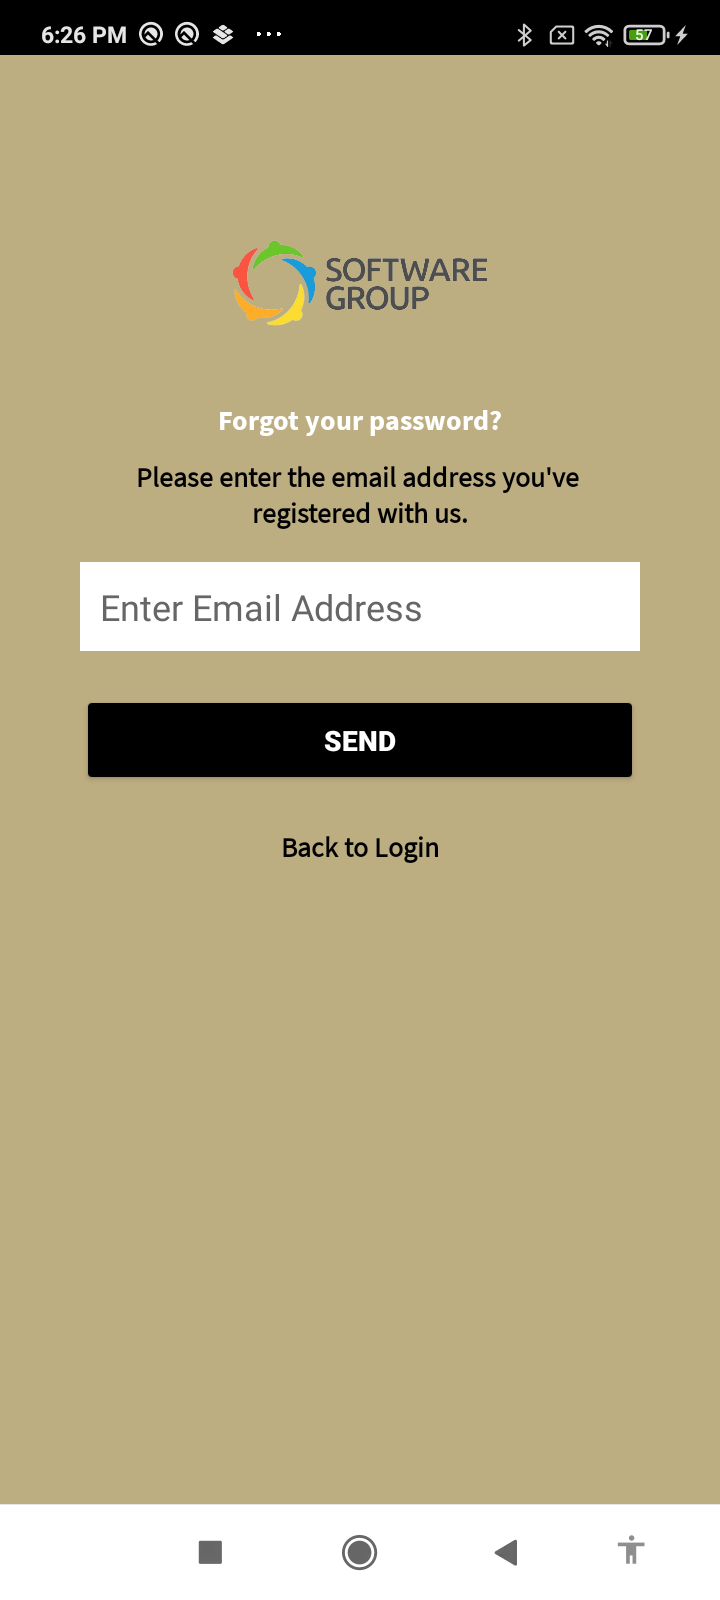 6:26 PM
57
SOFTWARE
GROUP
Forgot your password?
Please enter the email address you've
registered with us.
Enter Email Address
SEND
Back to Login